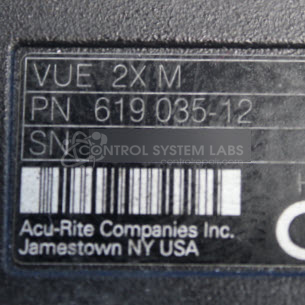 VUE 2X M
PN 619 035-12
SN
CONTROL SYSTEM LABS
Acu-Rite Companies Inc.
Jamestown NY USA